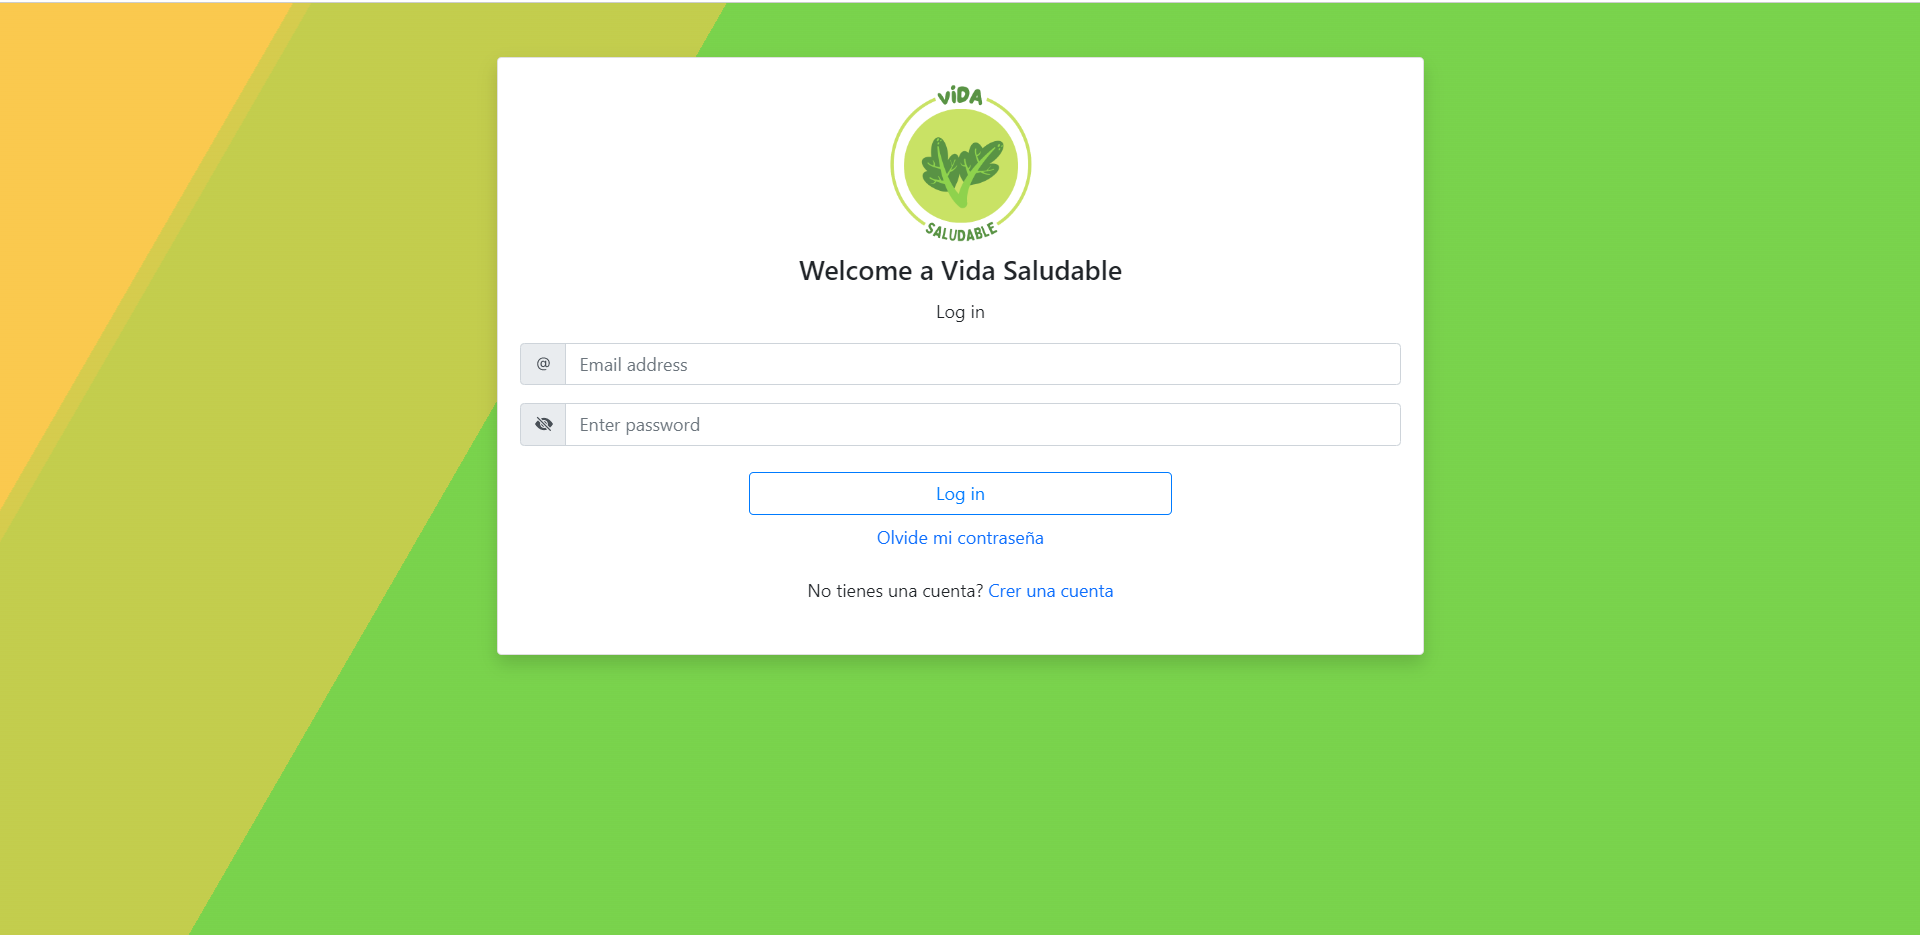 ViDA
SALUDABLE
Welcome a Vida Saludable
Log in
@ Email address
Enter password
Log in
Olvide mi contraseña
No tienes una cuenta? Crer una cuenta